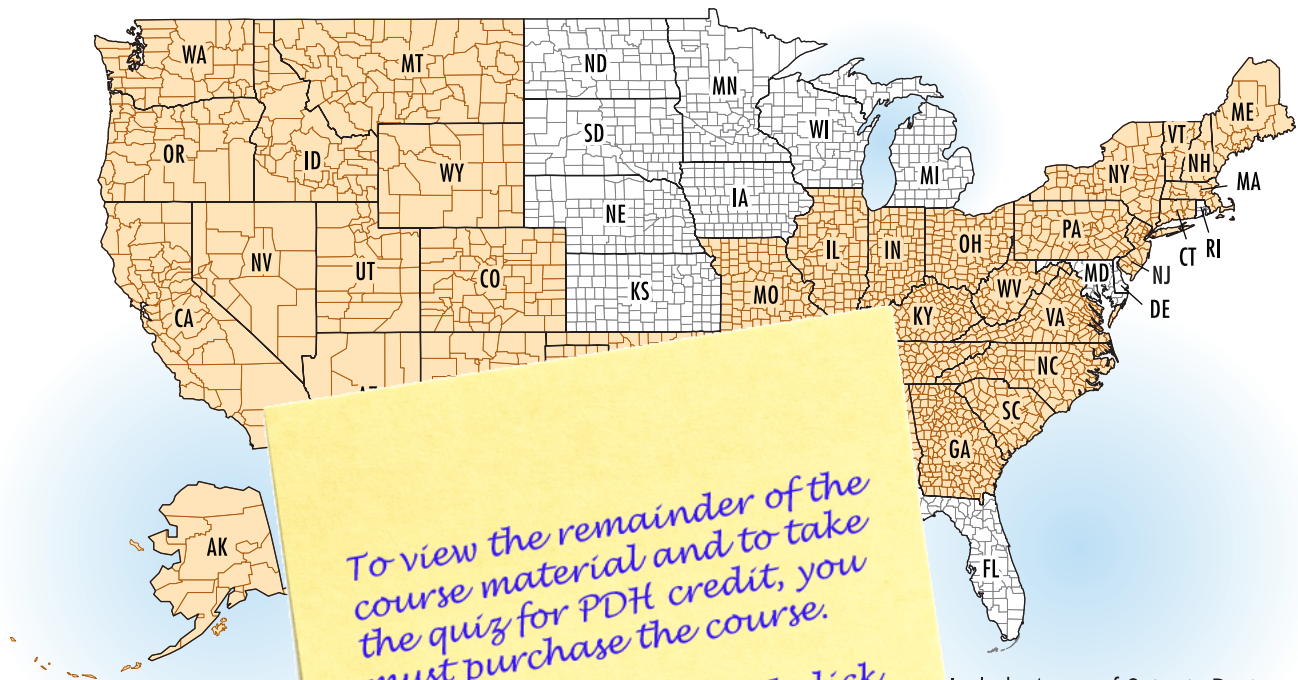 WA
MT
ND
MN
ME
OR
ID
WY
SD
WI
MI
VT
NH
NY
MA
NE
IA
PA
CT
RI
NV
UT
CO
IL
IN
OH
NJ
MD
DE
CA
KS
MO
WV
KY
VA
NC
SC
GA
AK
FL
To view the remainder of the
course material and to take
the quiz for PDH credit, you
must purchase the course.